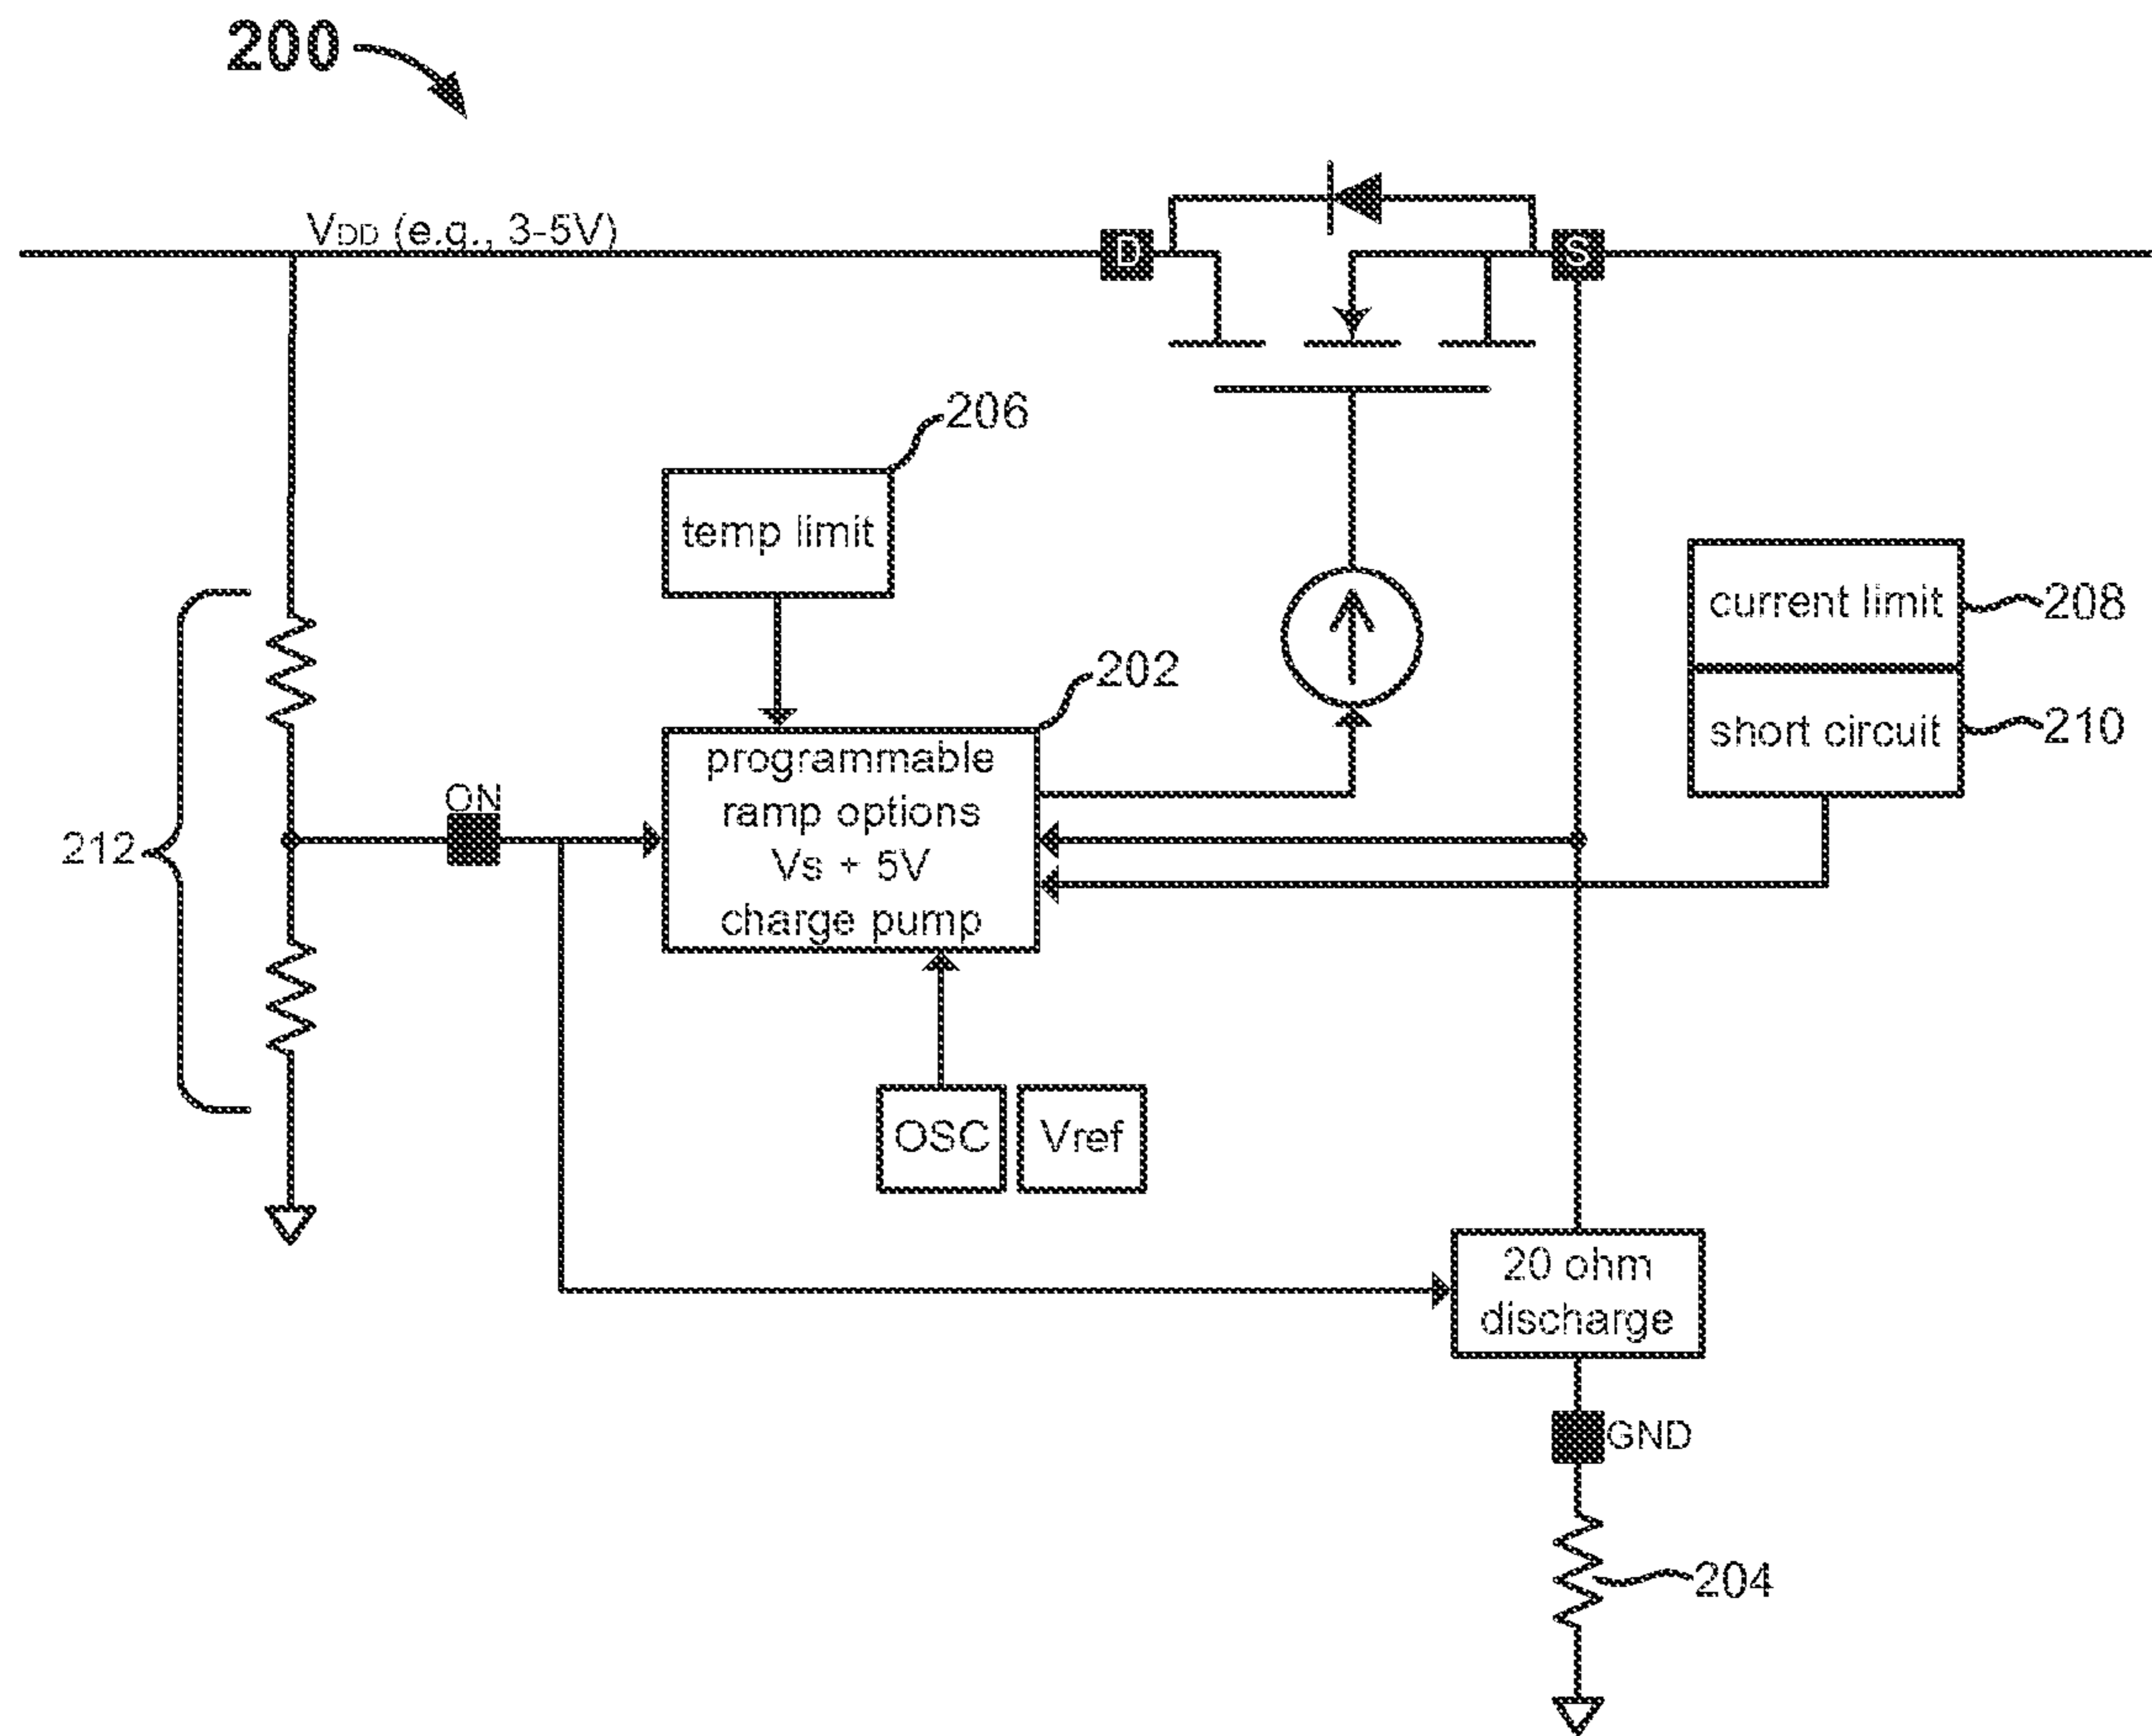 200
VDD (e.g., 3-5V)
D
S
206
temp limit
current limit
208
202
short circuit
210
programmable
ramp options
Vs + 5V
charge pump
ON
212
OSC
Vref
20 ohm
discharge
GND
204